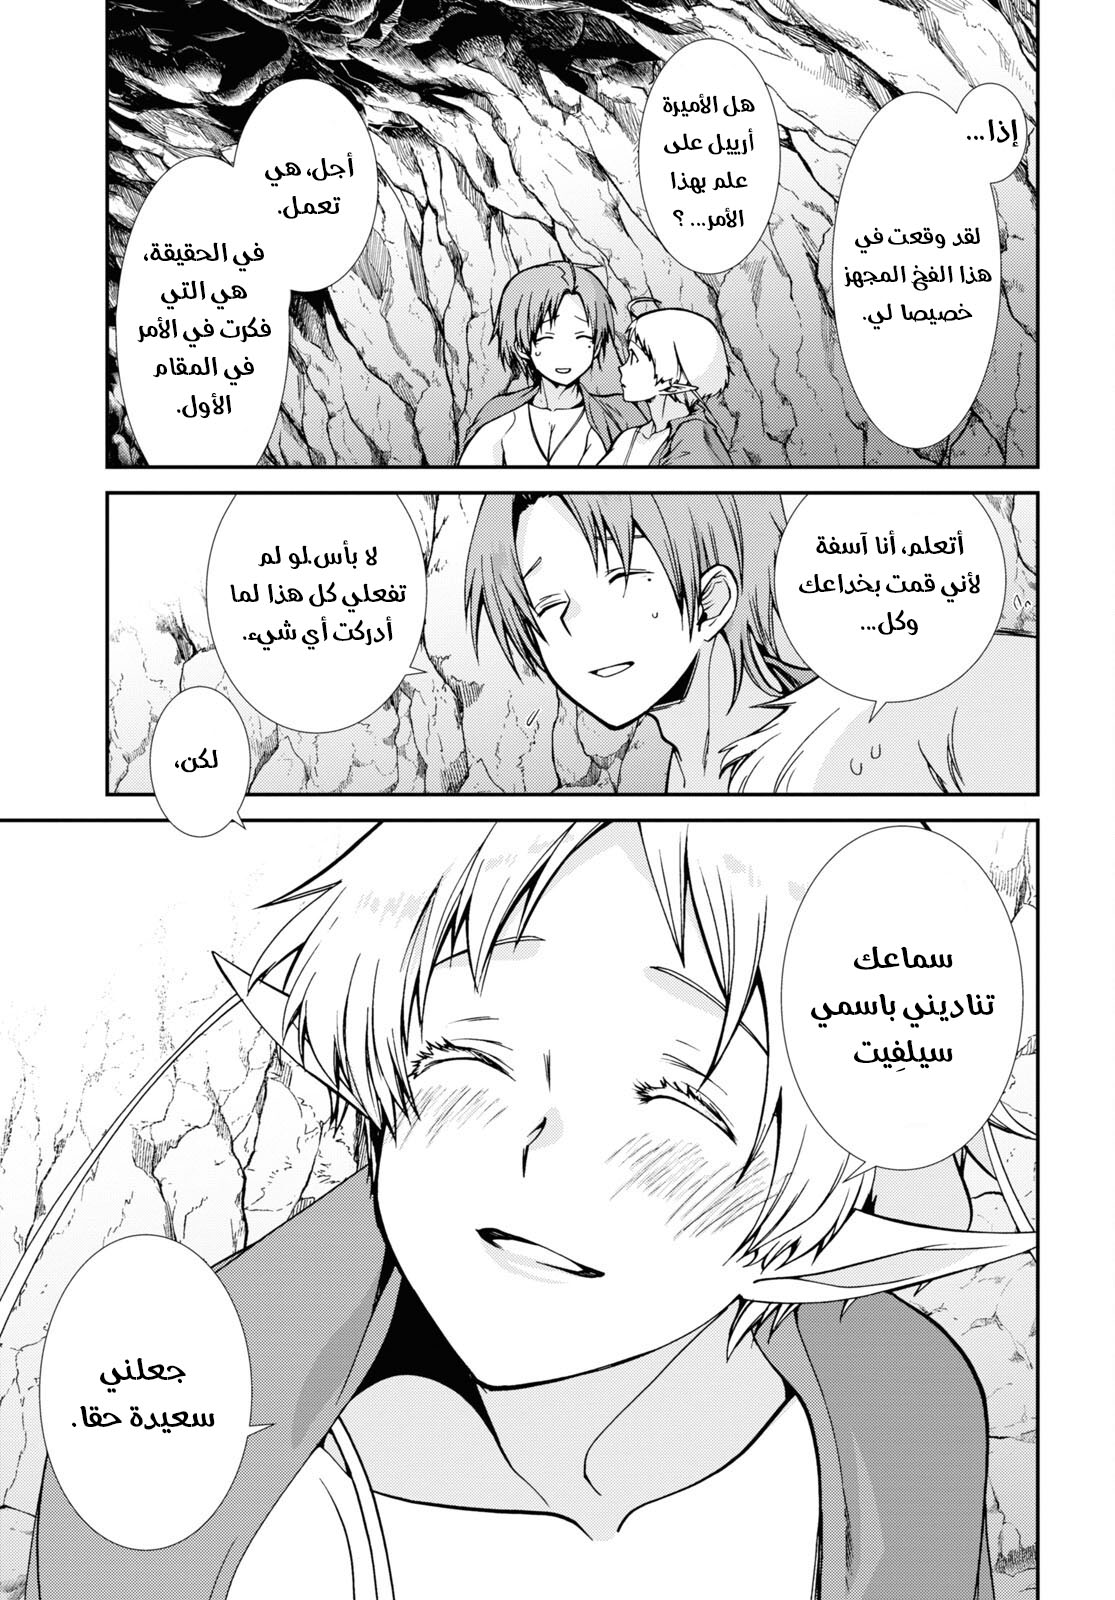 إذا...
لقد وقعت في
هذا الفخ المجهز
خصيصا لي.
هل الأميرة
أرييل على
علم بهذا
الأمر... ؟
أجل، هي
تعمل.
في الحقيقة،
هي التي
فكرت في الأمر
في المقام
الأول.
أتعلم، أنا آسفة
لأني قمت بخداعك
وكل...
لا بأس.لو لم
تفعلي كل هذا لما
أدركت أي شيء.
لكن،
سماعك
تناديني باسمي
سيلفِيت
جعلني
سعيدة حقا.